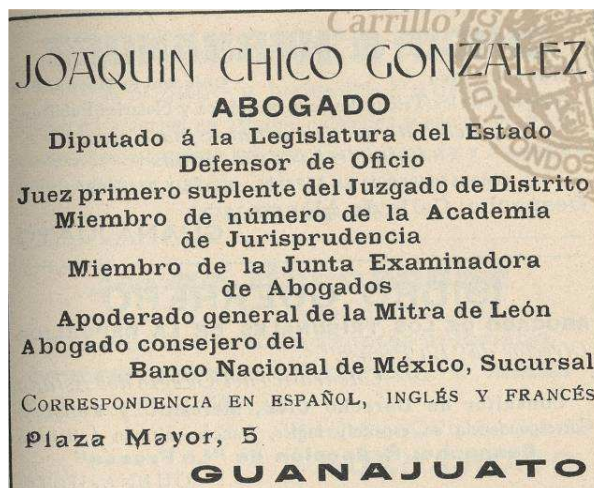 Carrillo
JOAQUIN CHICO GONZALEZ
ABOGADO
Diputado á la Legislatura del Estado
Defensor de Oficio
Juez primero suplente del Juzgado de Distrito
Miembro de número de la Academia
de Jurisprudencia
Miembro de la Junta Examinadora
de Abogados
Apoderado general de la Mitra de León
Abogado consejero del
Banco Nacional de México, Sucursal
CORRESPONDENCIA EN ESPAÑOL, INGLÉS Y FRANCÉS
Plaza Mayor, 5
GUANAJUATO